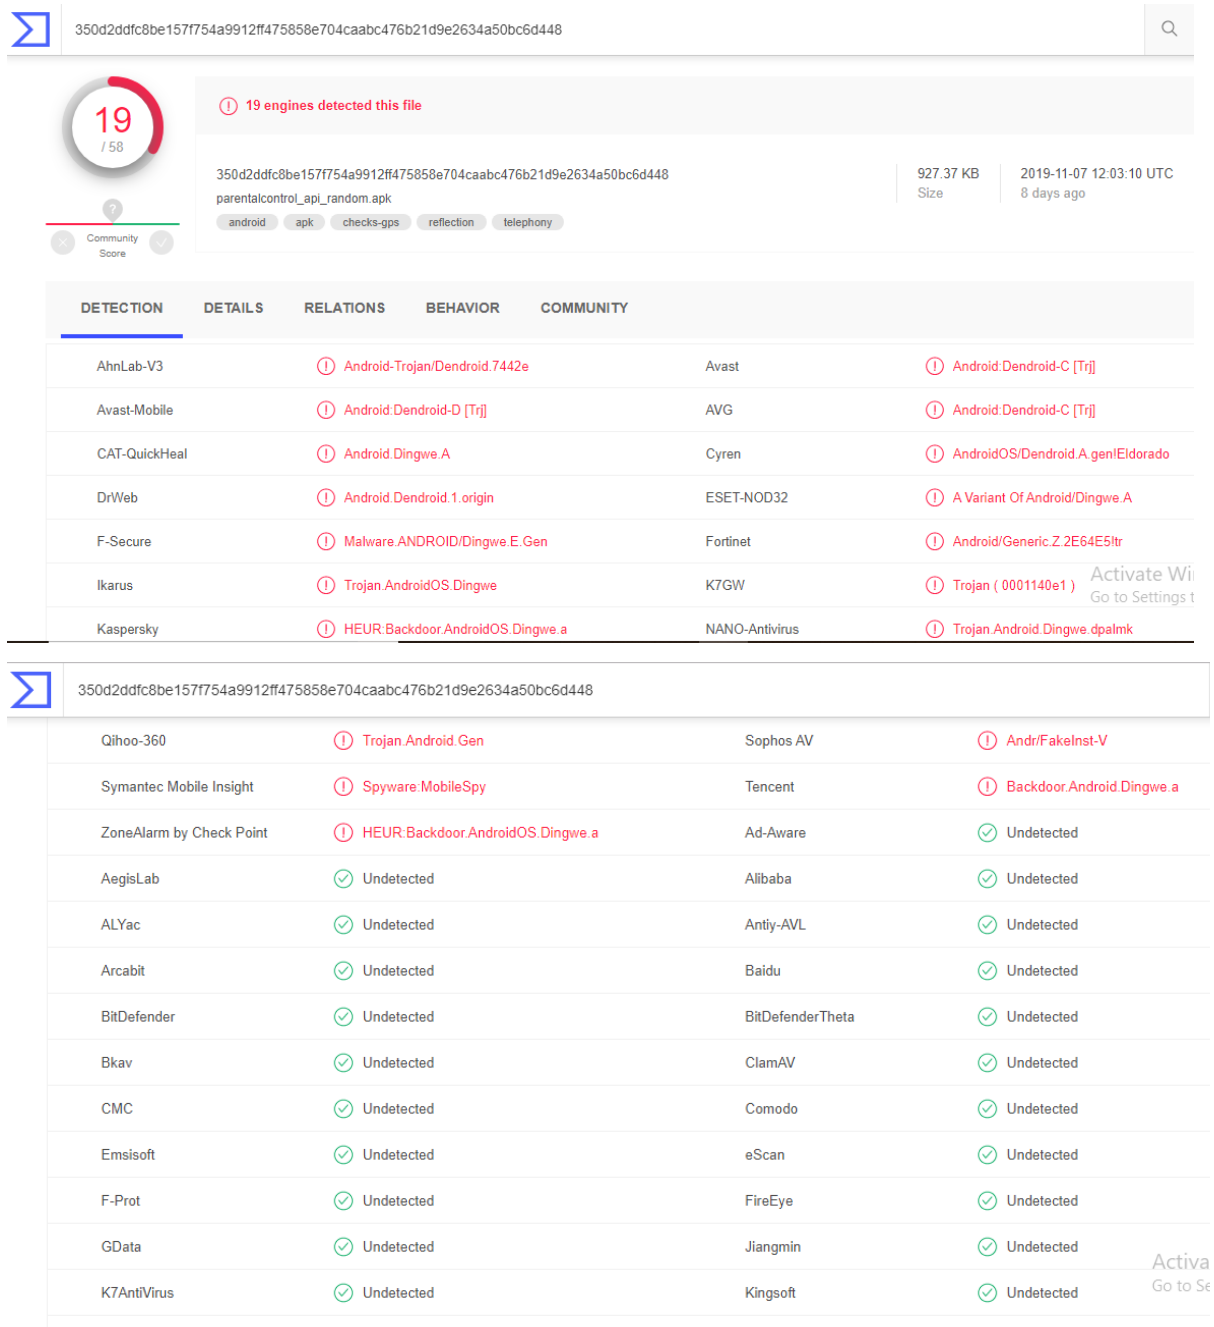 350d2ddfc8be157f754a9912ff475858e704caabc476b21d9e2634a50bc6d448
19
/ 58
19 engines detected this file
350d2ddfc8be157f754a9912ff475858e704caabc476b21d9e2634a50bc6d448
parentalcontrol_api_random.apk
android apk checks-gps reflection telephony
927.37 KB
Size
2019-11-07 12:03:10 UTC
8 days ago
?
Community
Score
DETECTION DETAILS RELATIONS BEHAVIOR COMMUNITY
AhnLab-V3 Android-Trojan/Dendroid.7442e Avast Android:Dendroid-C [Trj]
Avast-Mobile Android:Dendroid-D [Trj] AVG Android:Dendroid-C [Trj]
CAT-QuickHeal Android.Dingwe.A Cyren AndroidOS/Dendroid.A.gen!Eldorado
DrWeb Android.Dendroid.1.origin ESET-NOD32 A Variant Of Android/Dingwe.A
F-Secure Malware.ANDROID/Dingwe.E.Gen Fortinet Android/Generic.Z.2E64E5!tr
Ikarus Trojan.AndroidOS.Dingwe K7GW Trojan ( 0001140e1 )
Activate Wi
Go to Settings t
Kaspersky HEUR:Backdoor.AndroidOS.Dingwe.a NANO-Antivirus Trojan.Android.Dingwe.dpalmk
350d2ddfc8be157f754a9912ff475858e704caabc476b21d9e2634a50bc6d448
Qihoo-360 Trojan.Android.Gen Sophos AV Andr/FakeInst-V
Symantec Mobile Insight Spyware:MobileSpy Tencent Backdoor.Android.Dingwe.a
ZoneAlarm by Check Point HEUR:Backdoor.AndroidOS.Dingwe.a Ad-Aware Undetected
AegisLab Undetected Alibaba Undetected
ALYac Undetected Antiy-AVL Undetected
Arcabit Undetected Baidu Undetected
BitDefender Undetected BitDefenderTheta Undetected
Bkav Undetected ClamAV Undetected
CMC Undetected Comodo Undetected
Emsisoft Undetected eScan Undetected
F-Prot Undetected FireEye Undetected
GData Undetected Jiangmin Undetected
Activa
Go to Se
K7AntiVirus Undetected Kingsoft Undetected